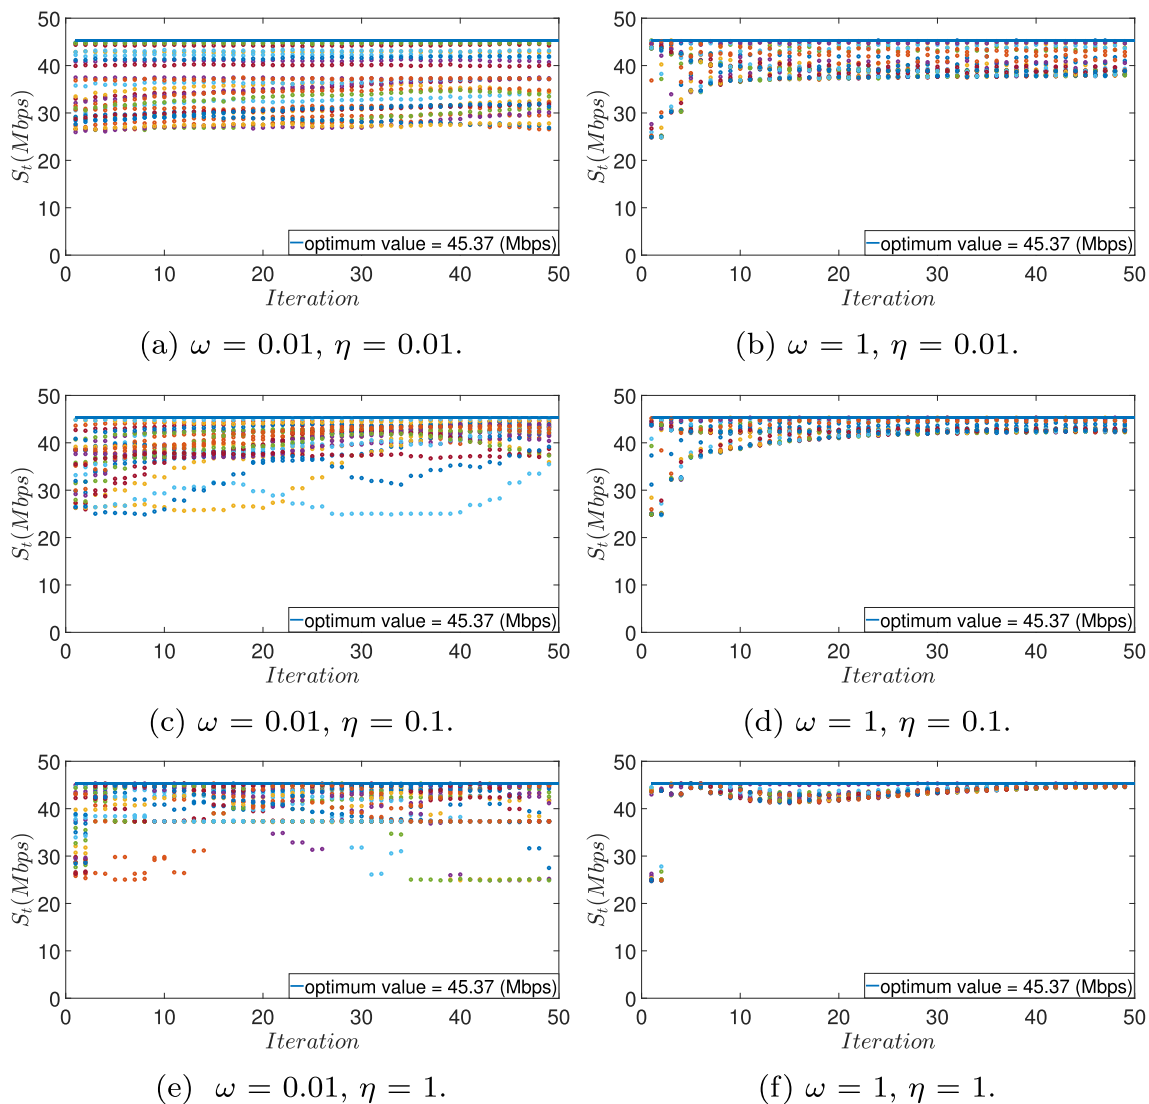 50
40
30
20
10
0
S_t(Mbps)
0 10 20 30 40 50
Iteration
optimum value = 45.37 (Mbps)
(a) ω = 0.01, η = 0.01.
50
40
30
20
10
0
S_t(Mbps)
0 10 20 30 40 50
Iteration
optimum value = 45.37 (Mbps)
(b) ω = 1, η = 0.01.
50
40
30
20
10
0
S_t(Mbps)
0 10 20 30 40 50
Iteration
optimum value = 45.37 (Mbps)
(c) ω = 0.01, η = 0.1.
50
40
30
20
10
0
S_t(Mbps)
0 10 20 30 40 50
Iteration
optimum value = 45.37 (Mbps)
(d) ω = 1, η = 0.1.
50
40
30
20
10
0
S_t(Mbps)
0 10 20 30 40 50
Iteration
optimum value = 45.37 (Mbps)
(e) ω = 0.01, η = 1.
50
40
30
20
10
0
S_t(Mbps)
0 10 20 30 40 50
Iteration
optimum value = 45.37 (Mbps)
(f) ω = 1, η = 1.